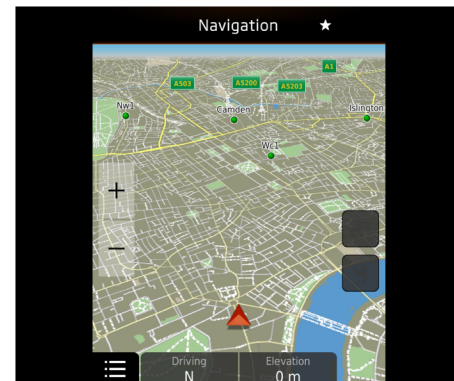 Navigation
A1
A503
A5200
A5203
Nw1
Camden
Islington
Wc1
Driving
Elevation
N
0 m